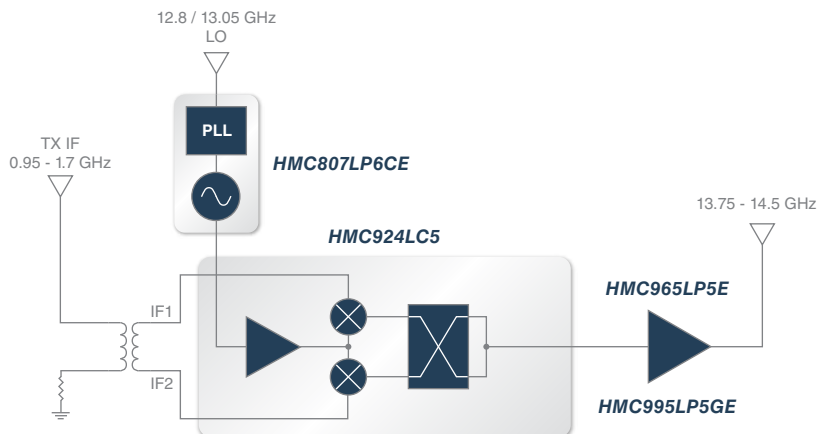 12.8 / 13.05 GHz
LO
PLL
HMC807LP6CE
TX IF
0.95 - 1.7 GHz
13.75 - 14.5 GHz
HMC924LC5
IF1
IF2
HMC965LP5E
HMC995LP5GE